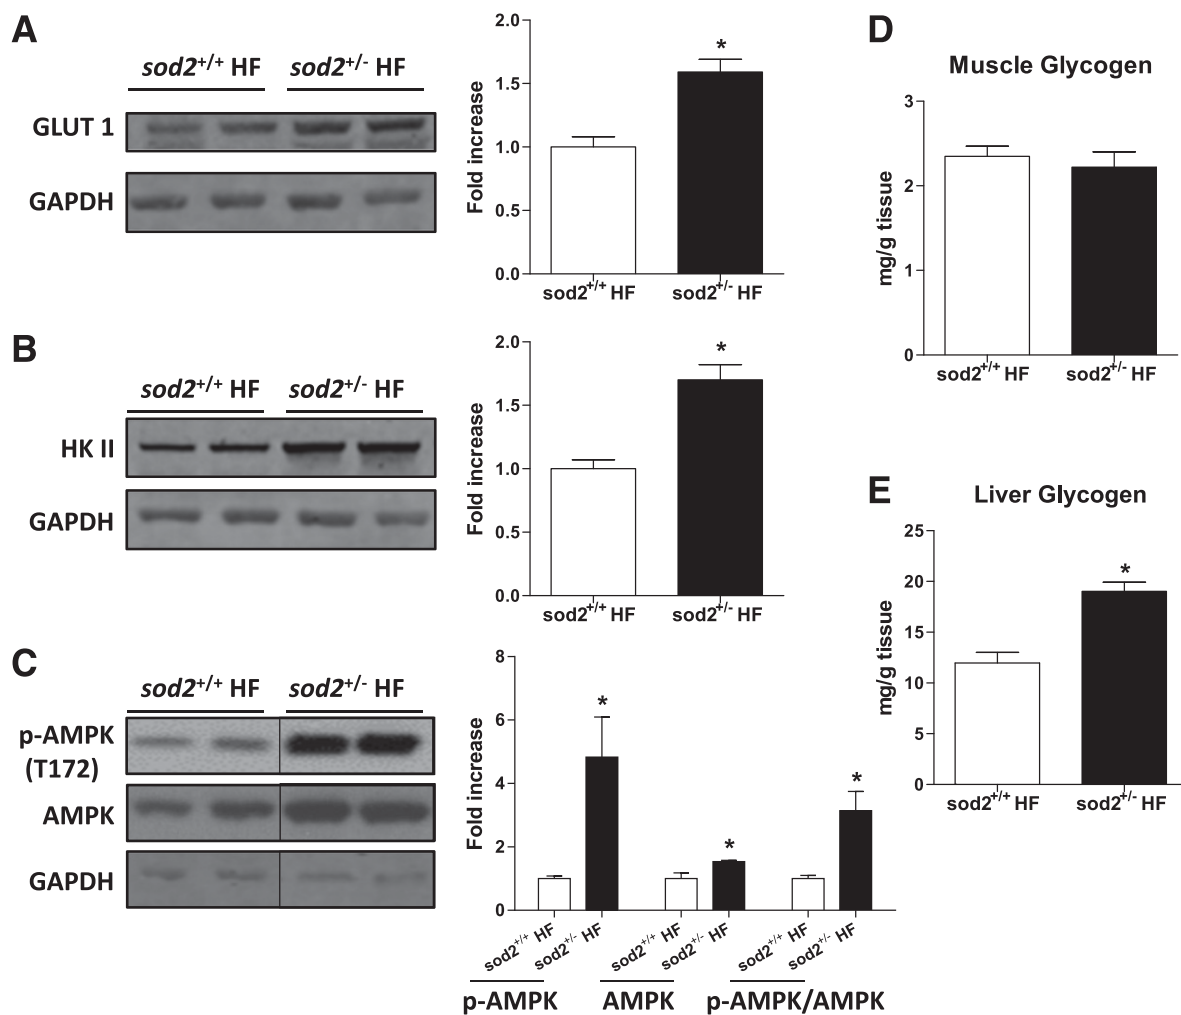 A
sod2+/+ HF sod2+/- HF
GLUT 1
GAPDH
2.0
1.5
1.0
0.5
0.0
Fold increase
*
sod2+/+ HF sod2+/- HF
B
sod2+/+ HF sod2+/- HF
HK II
GAPDH
2.0
1.5
1.0
0.5
0.0
Fold increase
*
sod2+/+ HF sod2+/- HF
C
sod2+/+ HF sod2+/- HF
p-AMPK
(T172)
AMPK
GAPDH
8
6
4
2
0
Fold increase
* * *
sod2+/+ HF sod2+/- HF sod2+/+ HF sod2+/- HF sod2+/+ HF sod2+/- HF
p-AMPK AMPK p-AMPK/AMPK
D
Muscle Glycogen
3
2
1
0
mg/g tissue
sod2+/+ HF sod2+/- HF
E
Liver Glycogen
25
20
15
10
5
0
mg/g tissue
*
sod2+/+ HF sod2+/- HF